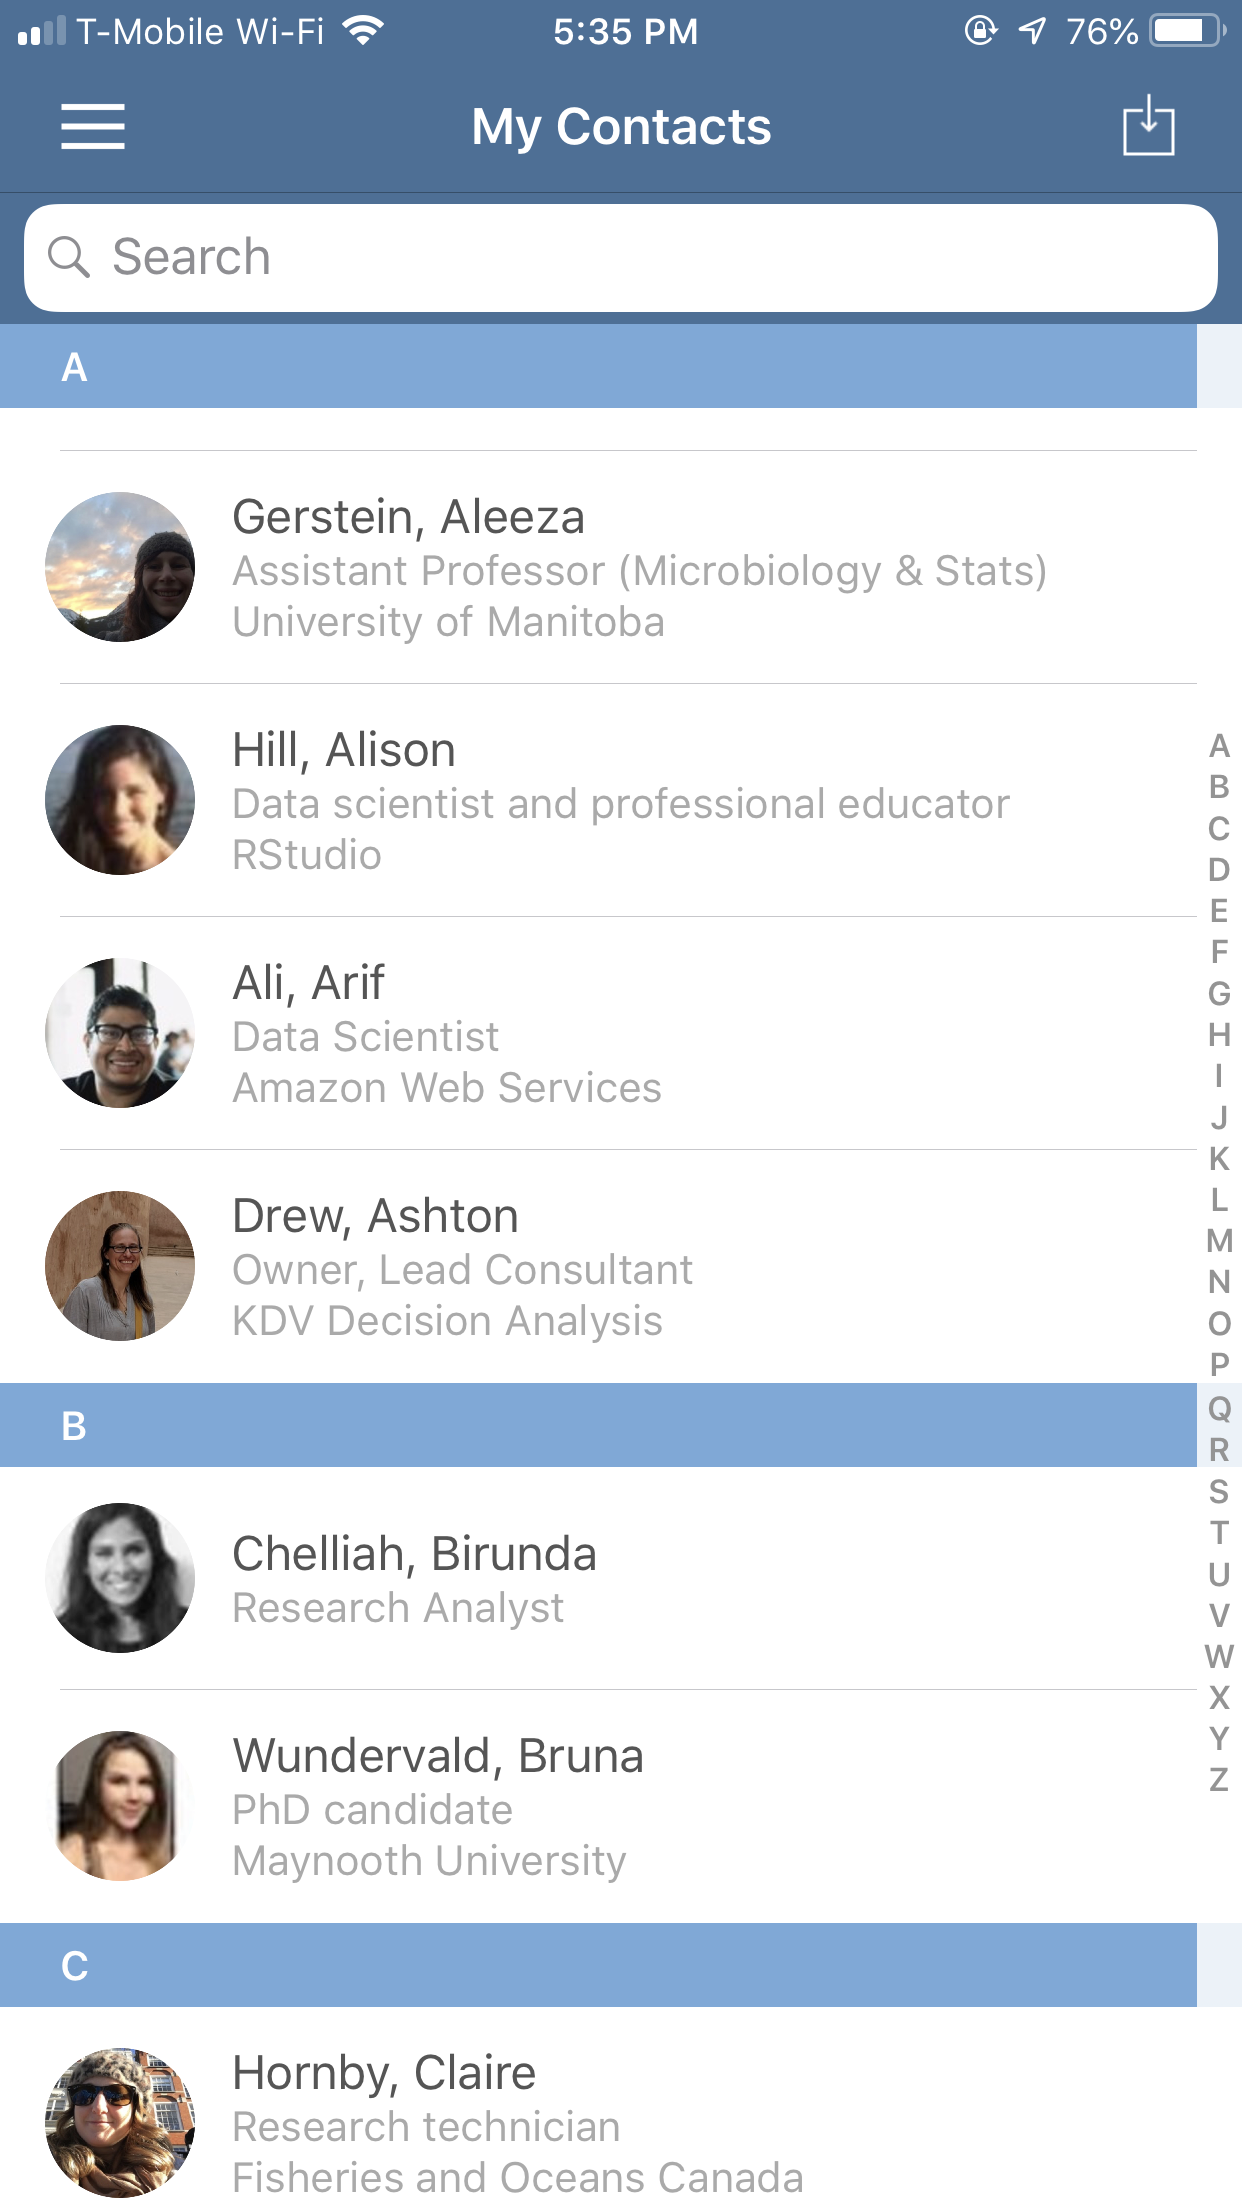 T-Mobile Wi-Fi 5:35 PM 76%
My Contacts
Search
A
Gerstein, Aleeza
Assistant Professor (Microbiology & Stats)
University of Manitoba
Hill, Alison
Data scientist and professional educator
RStudio
Ali, Arif
Data Scientist
Amazon Web Services
Drew, Ashton
Owner, Lead Consultant
KDV Decision Analysis
B
Chelliah, Birunda
Research Analyst
Wundervald, Bruna
PhD candidate
Maynooth University
C
Hornby, Claire
Research technician
Fisheries and Oceans Canada
A
B
C
D
E
F
G
H
I
J
K
L
M
N
O
P
Q
R
S
T
U
V
W
X
Y
Z